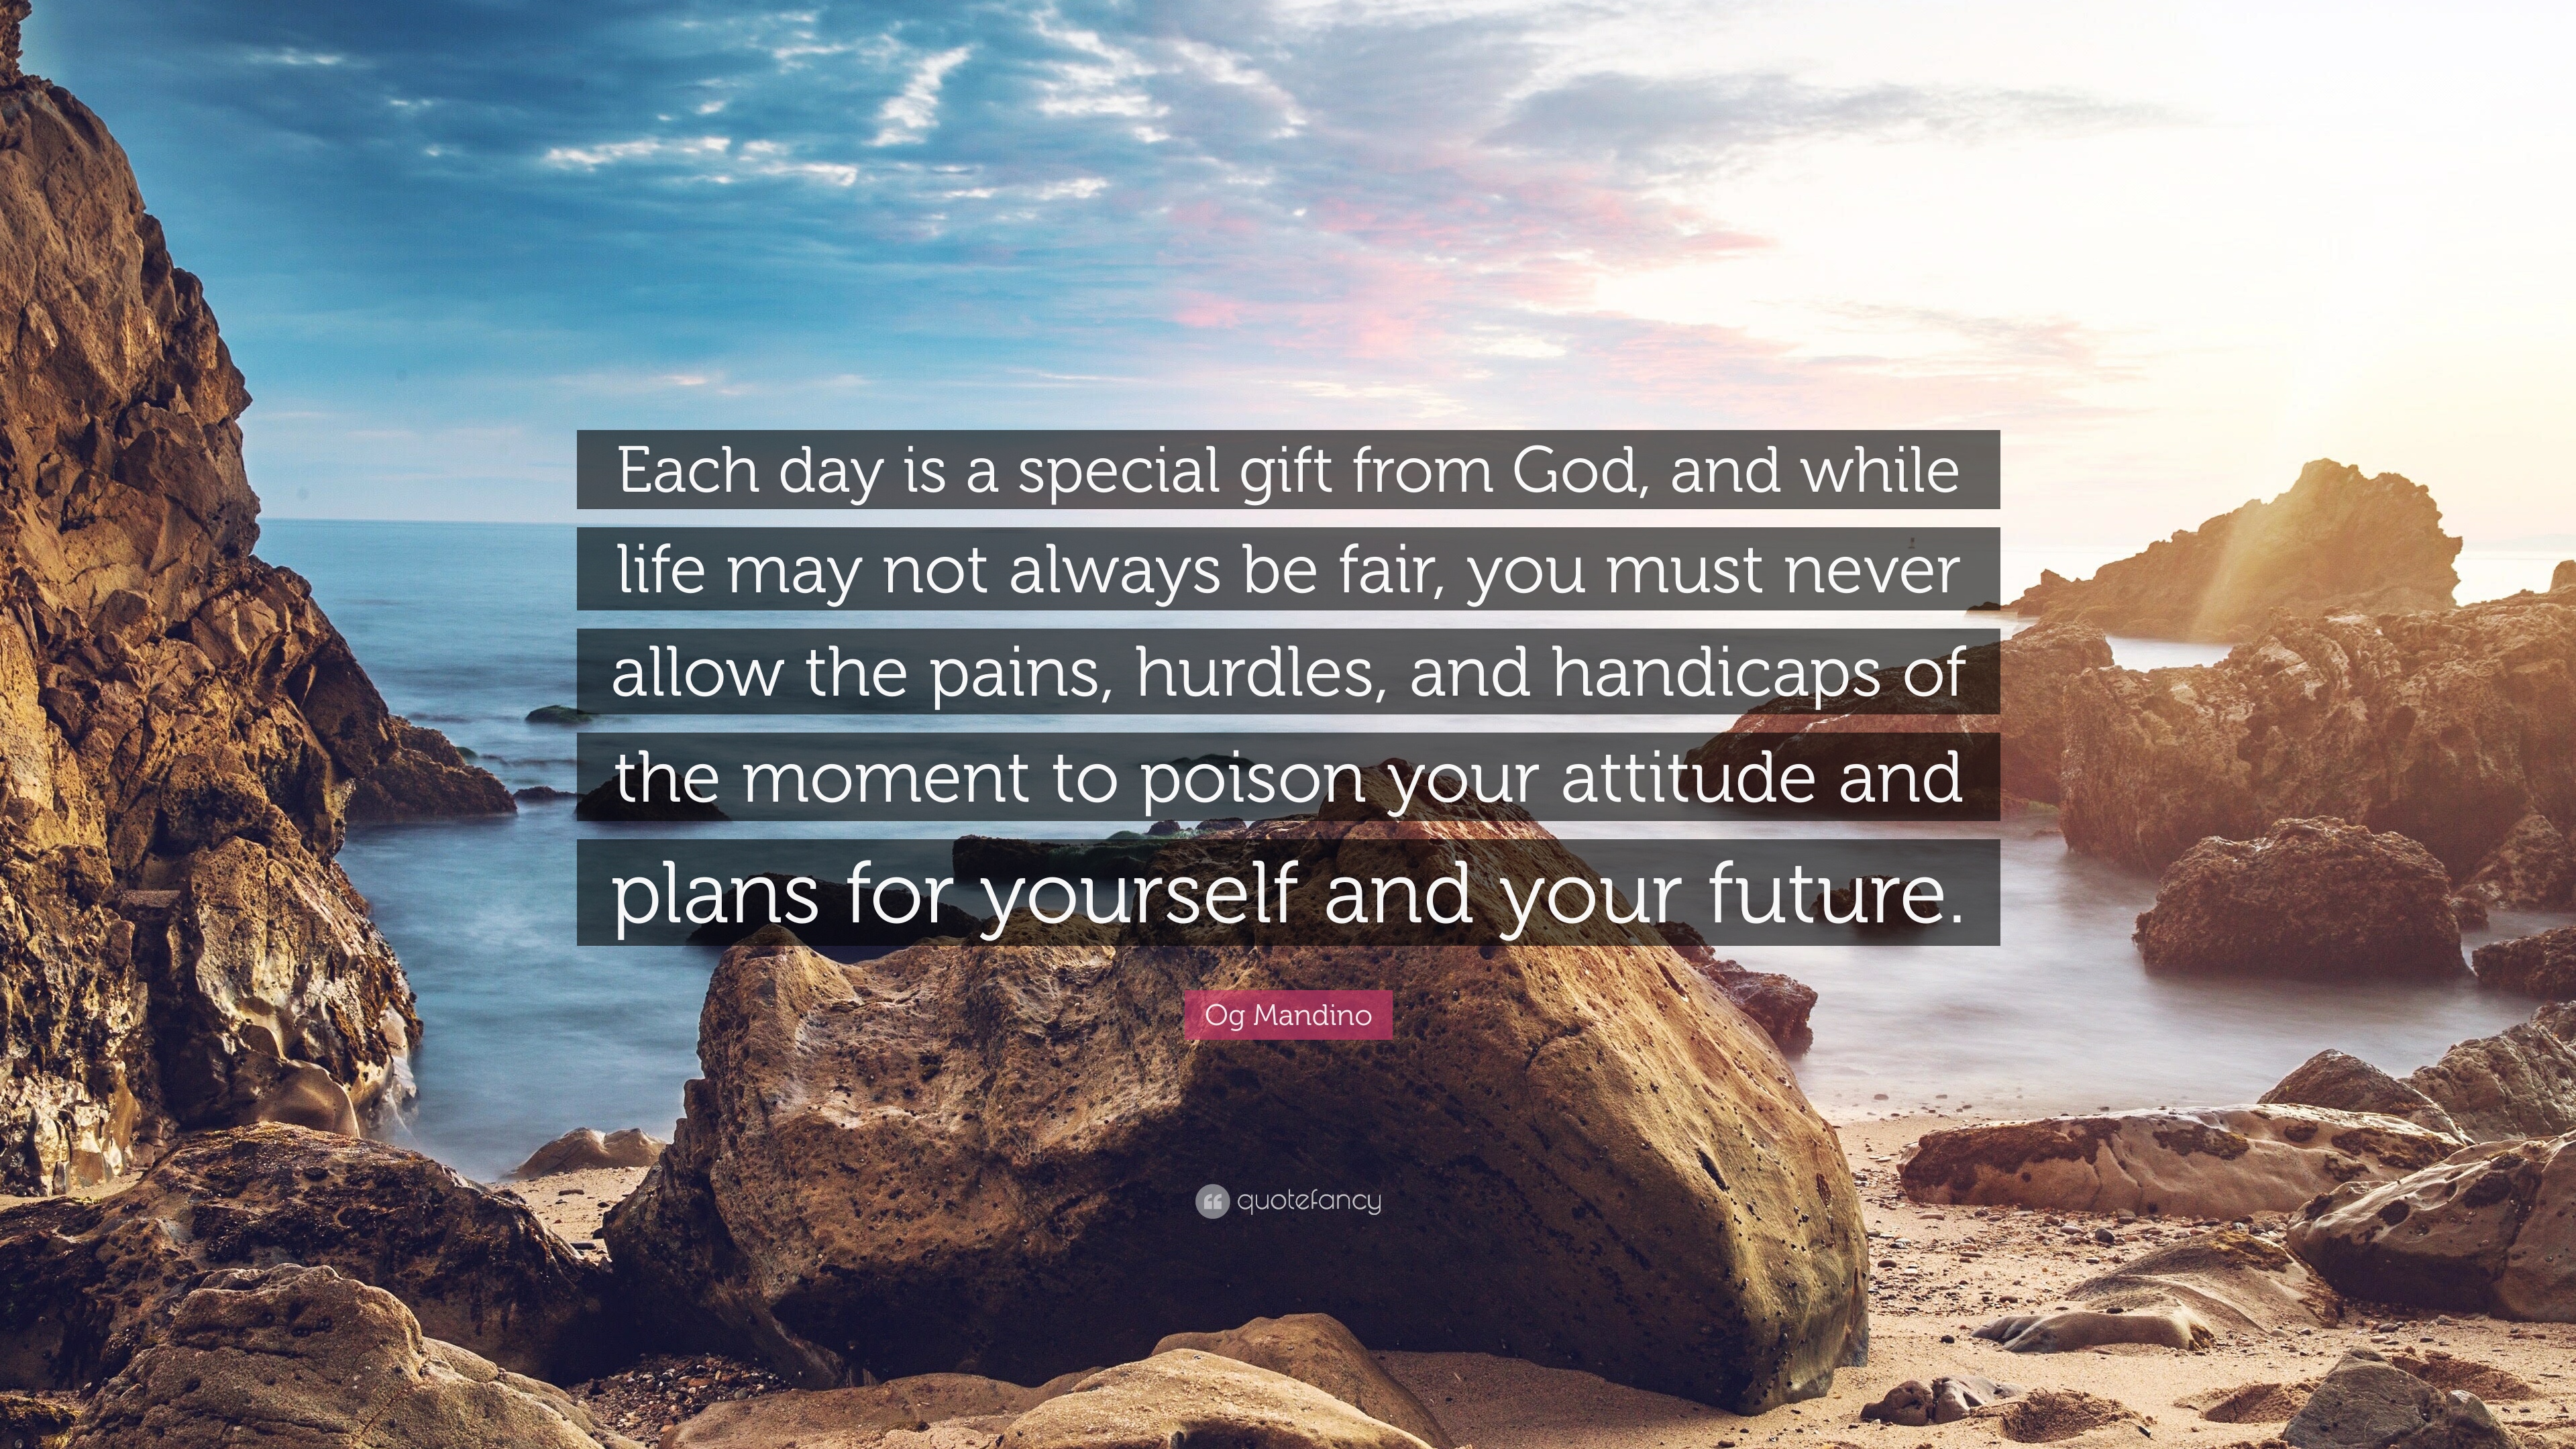 Each day is a special gift from God, and while
life may not always be fair, you must never
allow the pains, hurdles, and handicaps of
the moment to poison your attitude and
plans for yourself and your future.
Og Mandino
quotefancy